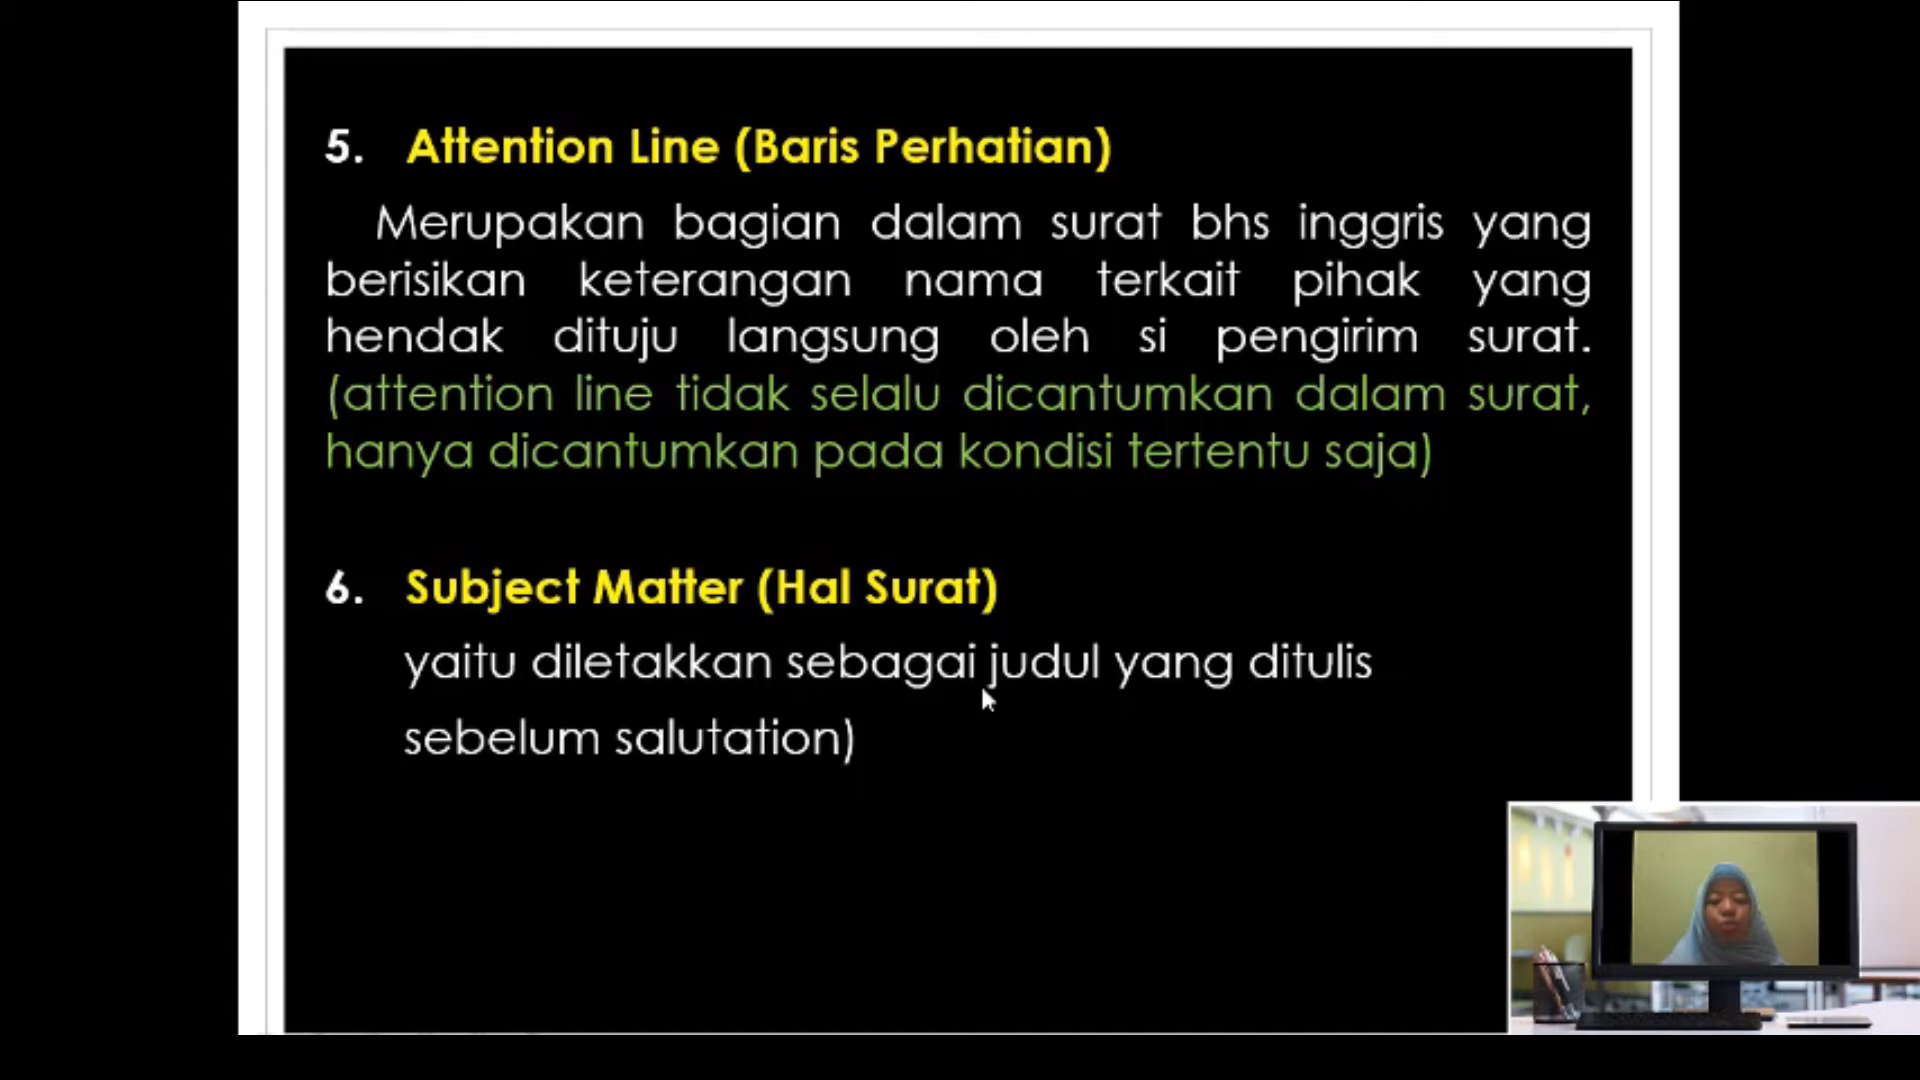 5. Attention Line (Baris Perhatian)
Merupakan bagian dalam surat bhs inggris yang
berisikan keterangan nama terkait pihak yang
hendak dituju langsung oleh si pengirim surat.
(attention line tidak selalu dicantumkan dalam surat,
hanya dicantumkan pada kondisi tertentu saja)
6. Subject Matter (Hal Surat)
yaitu diletakkan sebagai judul yang ditulis
sebelum salutation)